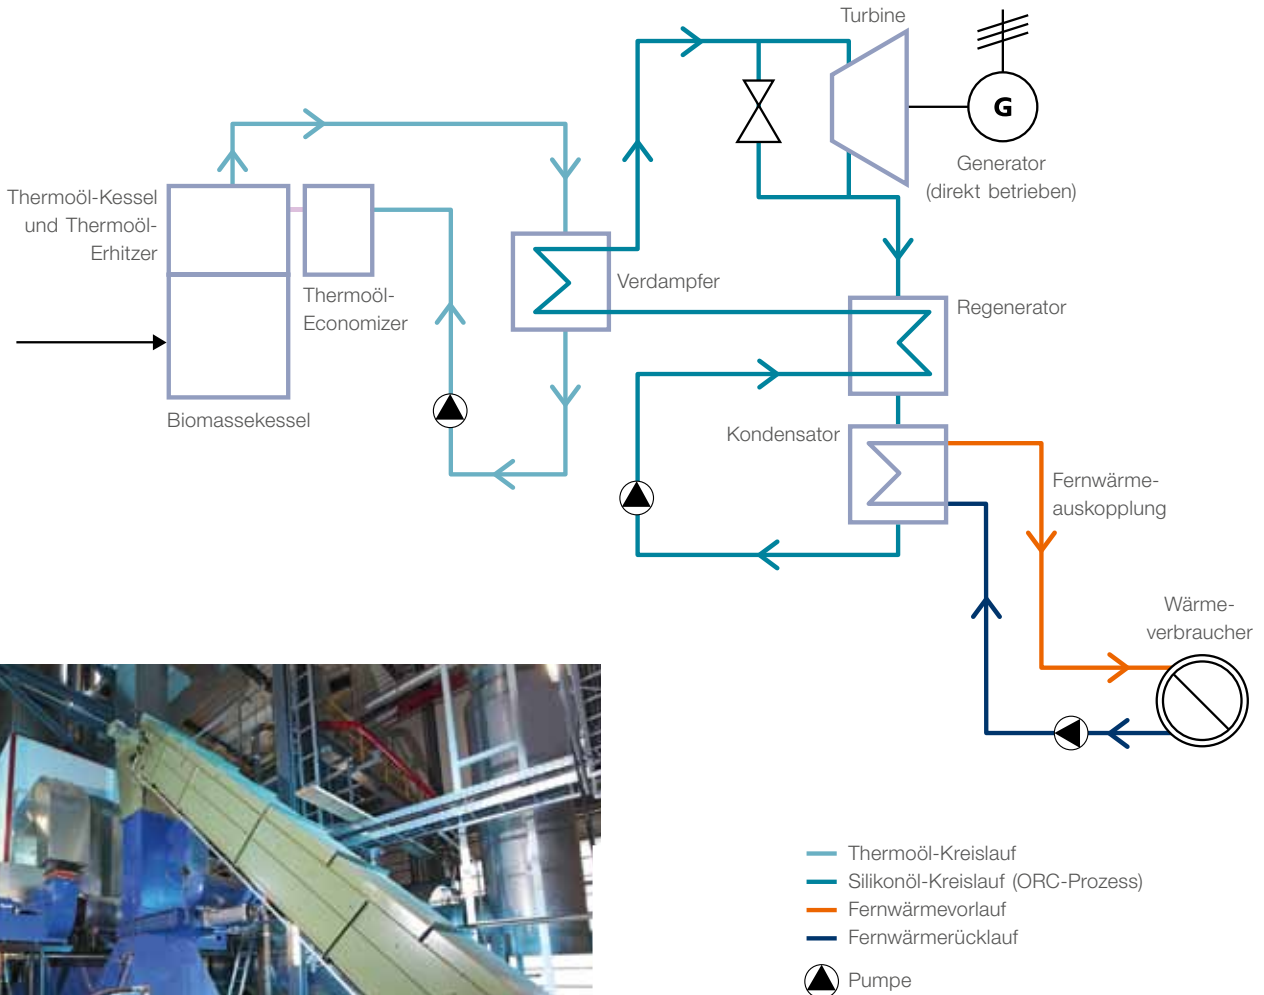 Turbine
G
Generator
(direkt betrieben)
Thermoöl-Kessel
und Thermoöl-
Erhitzer
Thermoöl-
Economizer
Verdampfer
Regenerator
Biomassekessel
Kondensator
Fernwärme-
auskopplung
Wärme-
verbraucher
Thermoöl-Kreislauf
Silikonöl-Kreislauf (ORC-Prozess)
Fernwärmevorlauf
Fernwärmerücklauf
Pumpe